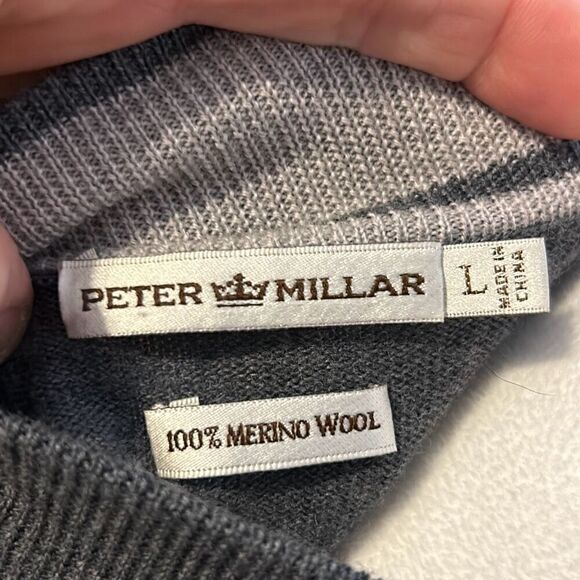 PETER MILLAR
L
MADE IN
CHINA
100% MERINO WOOL